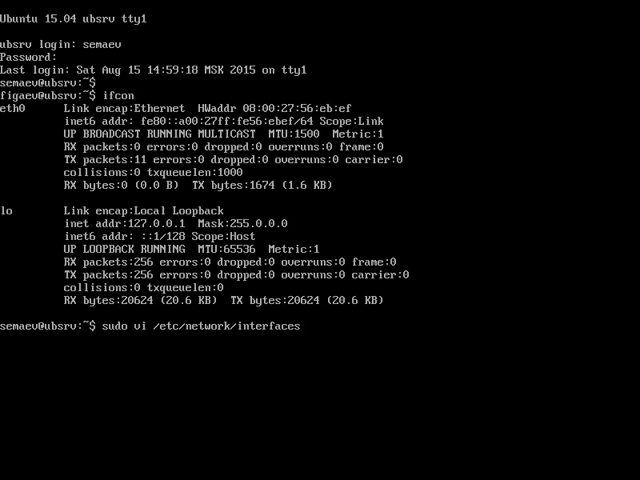 Ubuntu 15.04 ubsrv tty1
ubsrv login: semaev
Password:
Last login: Sat Aug 15 14:59:18 MSK 2015 on tty1
semaev@ubsrv:~$
figaev@ubsrv:~$ ifcon
eth0 Link encap:Ethernet HWaddr 08:00:27:56:eb:ef
inet6 addr: fe80::a00:27ff:fe56:ebef/64 Scope:Link
UP BROADCAST RUNNING MULTICAST MTU:1500 Metric:1
RX packets:0 errors:0 dropped:0 overruns:0 frame:0
TX packets:11 errors:0 dropped:0 overruns:0 carrier:0
collisions:0 txqueuelen:1000
RX bytes:0 (0.0 B) TX bytes:1674 (1.6 KB)
lo Link encap:Local Loopback
inet addr:127.0.0.1 Mask:255.0.0.0
inet6 addr: ::1/128 Scope:Host
UP LOOPBACK RUNNING MTU:65536 Metric:1
RX packets:256 errors:0 dropped:0 overruns:0 frame:0
TX packets:256 errors:0 dropped:0 overruns:0 carrier:0
collisions:0 txqueuelen:0
RX bytes:20624 (20.6 KB) TX bytes:20624 (20.6 KB)
semaev@ubsrv:~$ sudo vi /etc/network/interfaces